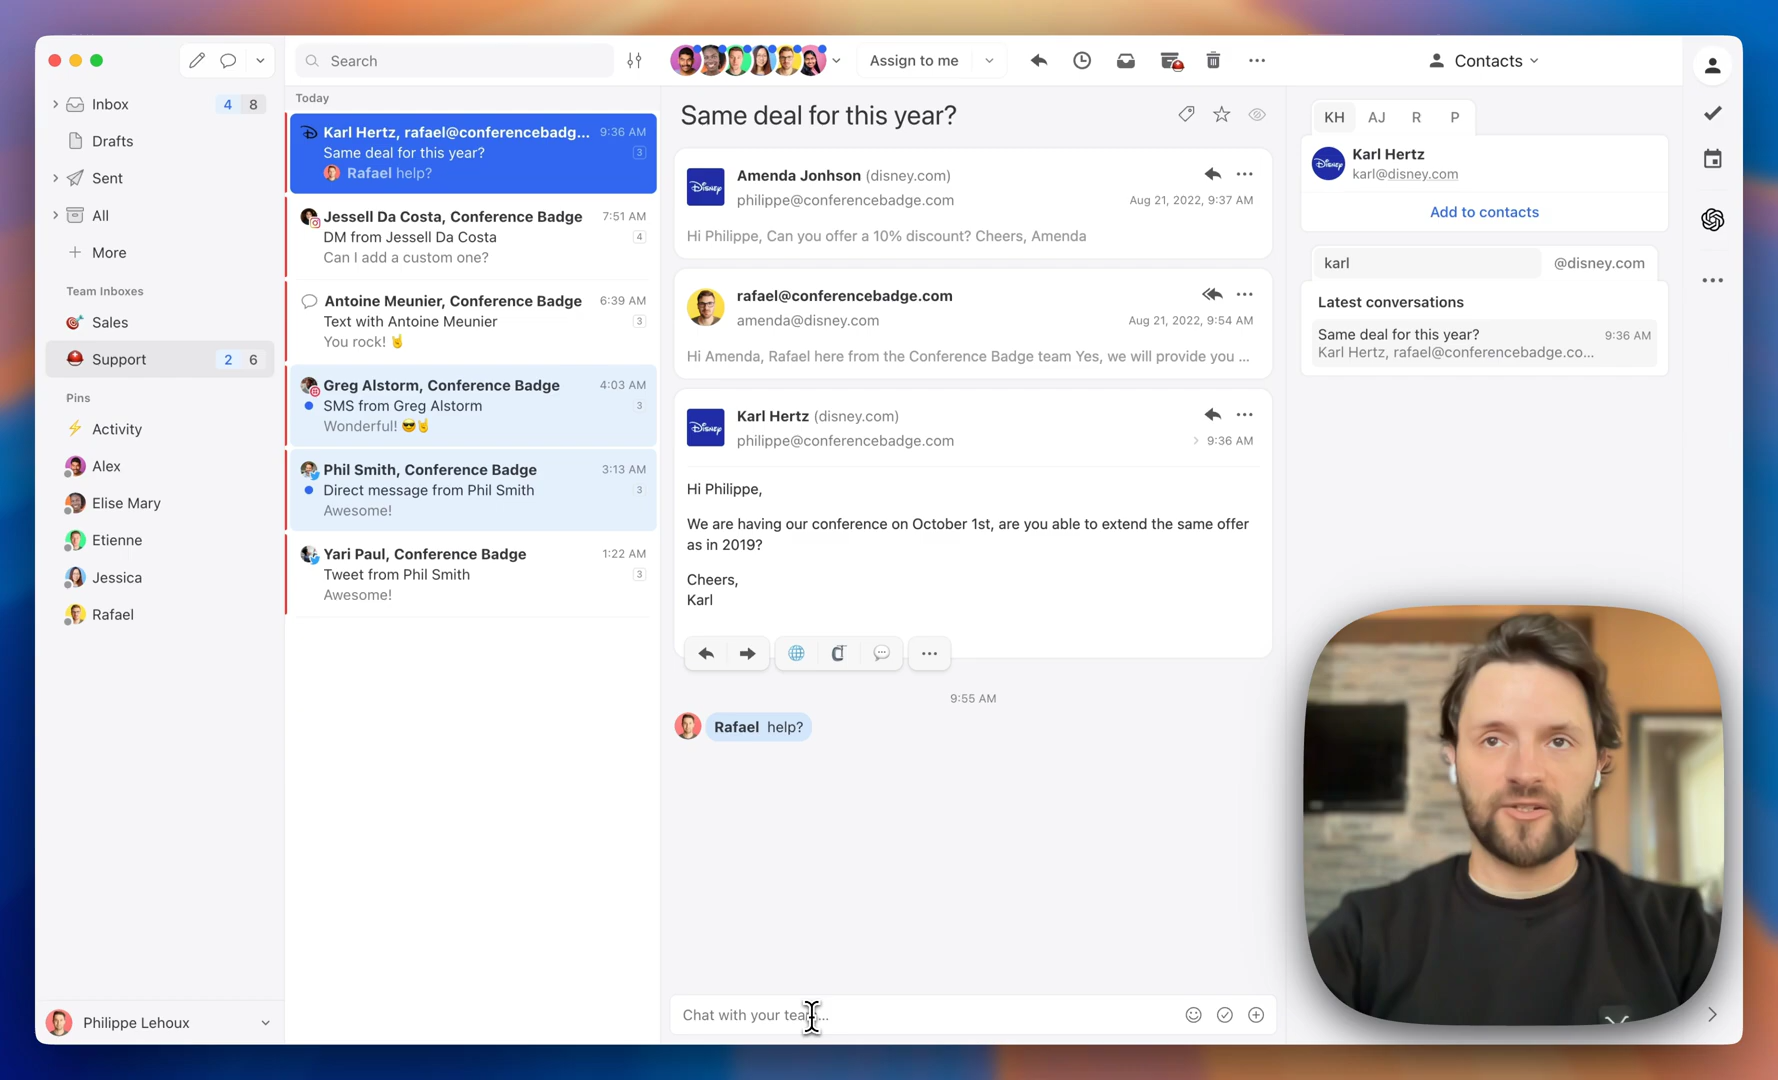 Inbox 4 8
Drafts
Sent
All
More
Team Inboxes
Sales
Support 2 6
Pins
Activity
Alex
Elise Mary
Etienne
Jessica
Rafael
Philippe Lehoux
Search
Today
Karl Hertz, rafael@conferencebadg... 9:36 AM
Same deal for this year? 3
Rafael help?
Jessell Da Costa, Conference Badge 7:51 AM
DM from Jessell Da Costa 4
Can I add a custom one?
Antoine Meunier, Conference Badge 6:39 AM
Text with Antoine Meunier 3
You rock! 🤘
Greg Alstorm, Conference Badge 4:03 AM
SMS from Greg Alstorm 3
Wonderful! 😎🤘
Phil Smith, Conference Badge 3:13 AM
Direct message from Phil Smith 3
Awesome!
Yari Paul, Conference Badge 1:22 AM
Tweet from Phil Smith 3
Awesome!
Assign to me
Same deal for this year?
Disney
Amenda Jonhson (disney.com)
philippe@conferencebadge.com Aug 21, 2022, 9:37 AM
Hi Philippe, Can you offer a 10% discount? Cheers, Amenda
rafael@conferencebadge.com
amenda@disney.com Aug 21, 2022, 9:54 AM
Hi Amenda, Rafael here from the Conference Badge team Yes, we will provide you ...
Disney
Karl Hertz (disney.com)
philippe@conferencebadge.com 9:36 AM
Hi Philippe,
We are having our conference on October 1st, are you able to extend the same offer
as in 2019?
Cheers,
Karl
9:55 AM
Rafael help?
Chat with your team...
Contacts
KH AJ R P
Disney
Karl Hertz
karl@disney.com
Add to contacts
karl @disney.com
Latest conversations
Same deal for this year? 9:36 AM
Karl Hertz, rafael@conferencebadge.co...